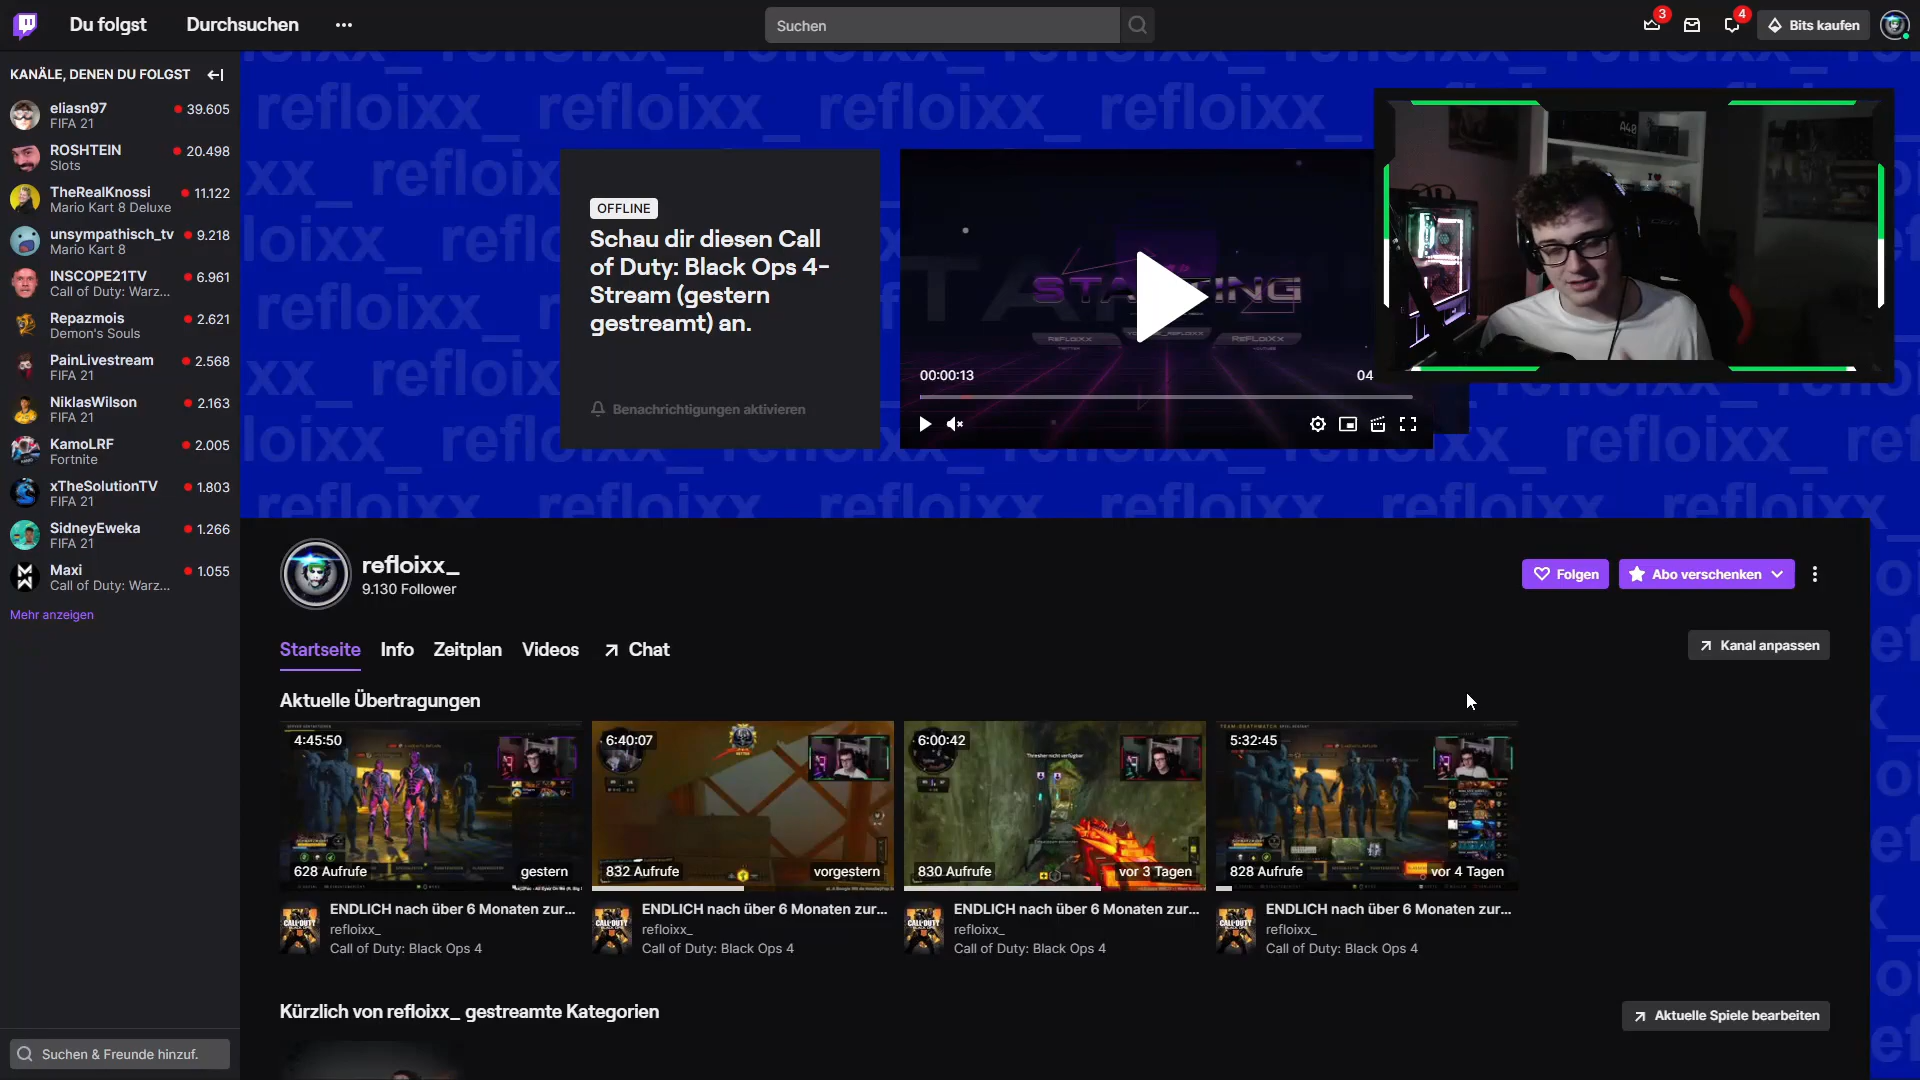 Du folgst
Durchsuchen
Suchen
3
4
Bits kaufen
KANÄLE, DENEN DU FOLGST
eliasn97
39.605
FIFA 21
ROSHTEIN
20.498
Slots
TheRealKnossi
11.122
Mario Kart 8 Deluxe
unsympathisch_tv
9.218
Mario Kart 8
INSCOPE21TV
6.961
Call of Duty: Warz...
Repazmois
2.621
Demon's Souls
PainLivestream
2.568
FIFA 21
NiklasWilson
2.163
FIFA 21
KamoLRF
2.005
Fortnite
xTheSolutionTV
1.803
FIFA 21
SidneyEweka
1.266
FIFA 21
Maxi
1.055
Call of Duty: Warz...
Mehr anzeigen
Suchen & Freunde hinzuf.
refloixx_ refloixx_ refloixx_ refloixx_
OFFLINE
Schau dir diesen Call
of Duty: Black Ops 4-
Stream (gestern
gestreamt) an.
Benachrichtigungen aktivieren
00:00:13
04
refloixx_
9.130 Follower
Folgen
Abo verschenken
Startseite
Info
Zeitplan
Videos
Chat
Kanal anpassen
Aktuelle Übertragungen
4:45:50
628 Aufrufe
gestern
ENDLICH nach über 6 Monaten zur...
refloixx_
Call of Duty: Black Ops 4
6:40:07
832 Aufrufe
vorgestern
ENDLICH nach über 6 Monaten zur...
refloixx_
Call of Duty: Black Ops 4
6:00:42
Thresher nicht verfügbar
830 Aufrufe
vor 3 Tagen
ENDLICH nach über 6 Monaten zur...
refloixx_
Call of Duty: Black Ops 4
5:32:45
828 Aufrufe
vor 4 Tagen
ENDLICH nach über 6 Monaten zur...
refloixx_
Call of Duty: Black Ops 4
Kürzlich von refloixx_ gestreamte Kategorien
Aktuelle Spiele bearbeiten